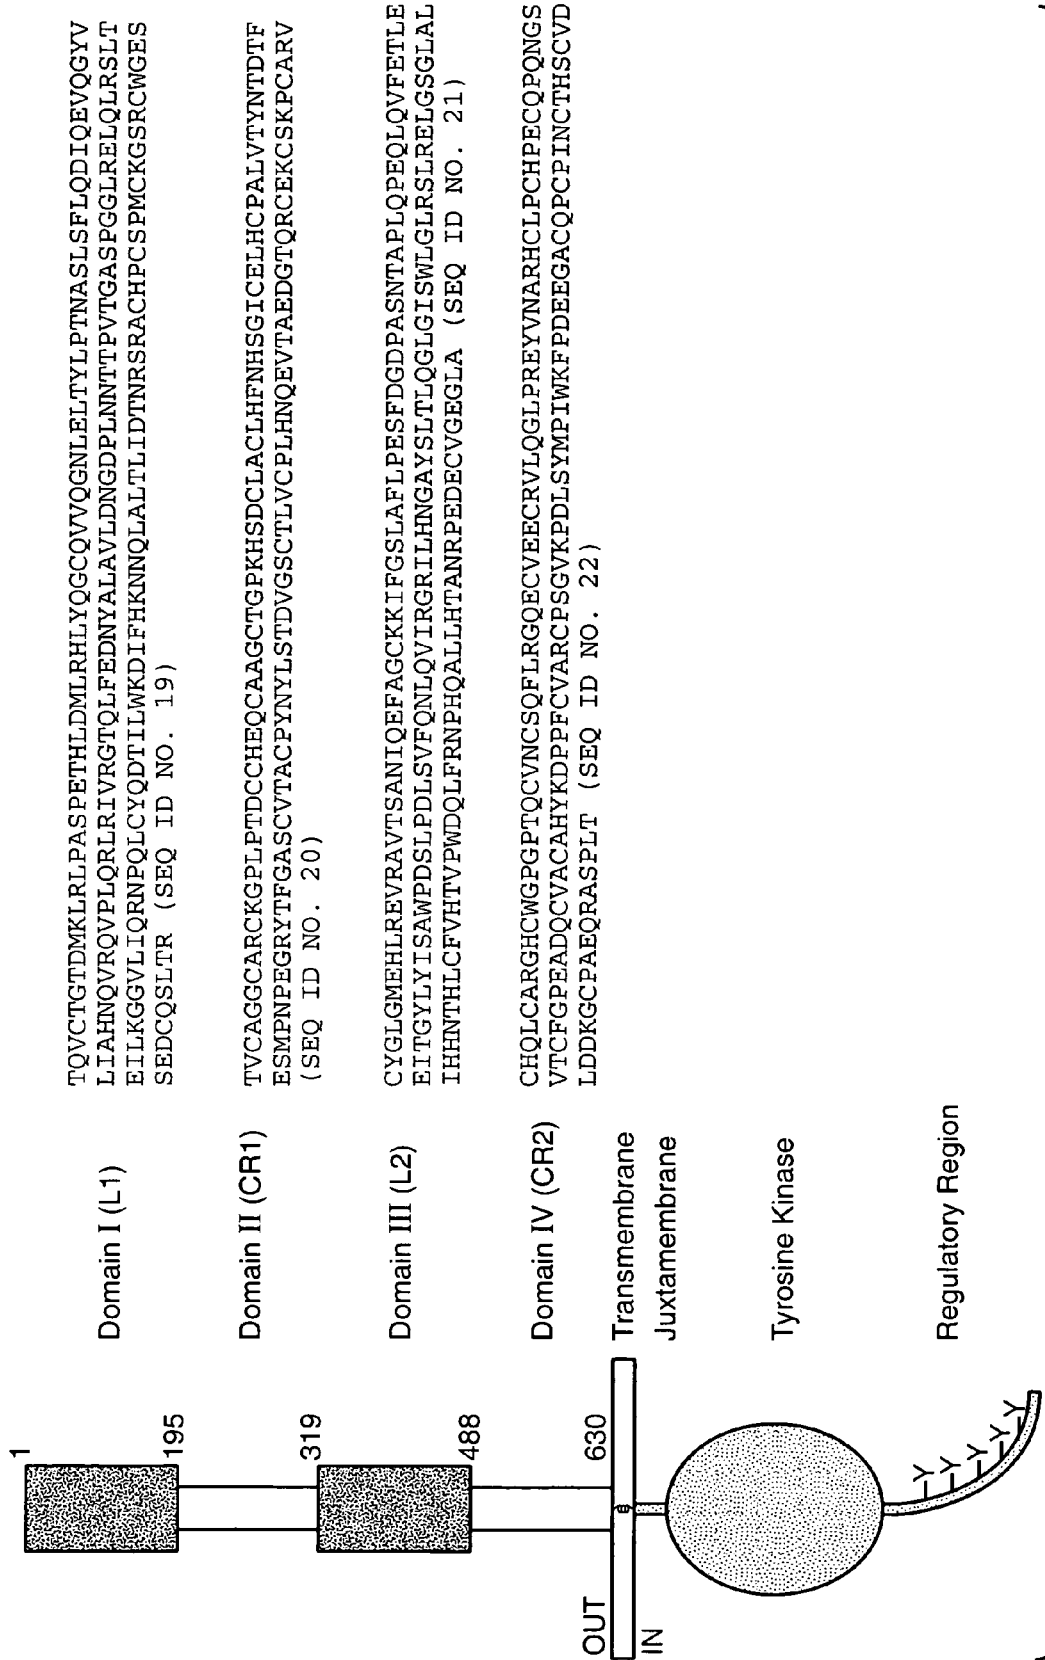 1
195
319
488
630
OUT
IN
Domain I (L1)
TQVCTGTDMKLRLPASPETHLDMLRHLYQGCQVVQGNLELTYLPTNASLSFLQDIQEVQGYV
LIAHNQVRQVPLQRLRIVRGTQLFEDNYALAVLDNGDPLNNTTPVTGASPGGLRELQLRSLT
EILKGGVLIQRNPQLCYQDTILWKDIFHKNNQLALTLIDTNRSRACHPCSPMCKGSRCWGES
SEDCQSLTR (SEQ ID NO. 19)
Domain II (CR1)
TVCAGGCARCKGPLPTDCCHEQCAAGCTGPKHSDCLACLHFNHSGICELHCPALVTYNTDTF
ESMPNPEGRYTFGASCVTACPYNYLSTDVGSCTLVCPLHNQEVTAEDGTQRCEKCSKPCARV
(SEQ ID NO. 20)
Domain III (L2)
CYGLGMEHLREVRAVTSANIQEFAGCKKIFGSLAFLPESFDGDPASNTAPLQPEQLQVFETLE
EITGYLYISAWPDSLPDLSVFQNLQVIRGRILHNGAYSLTLQGLGISWLGLRSLRELGSGLAL
IHHNTHLCFVHTVPWDQLFRNPHQALLHTANRPEDECVGEGLA (SEQ ID NO. 21)
Domain IV (CR2)
CHQLCARGHCWGPGPTQCVNCSQFLRGQECVEECRVLQGLPREYVNARHCLPCHPECQPQNGS
VTCFGPEADQCVACAHYKDPPFCVARCPSGVKPDLSYMPIWKFPDEEGACQPCPINCTHSCVD
LDDKGCPAEQRASPLT (SEQ ID NO. 22)
Transmembrane
Juxtamembrane
Tyrosine Kinase
Regulatory Region
Y
Y
Y
Y
Y